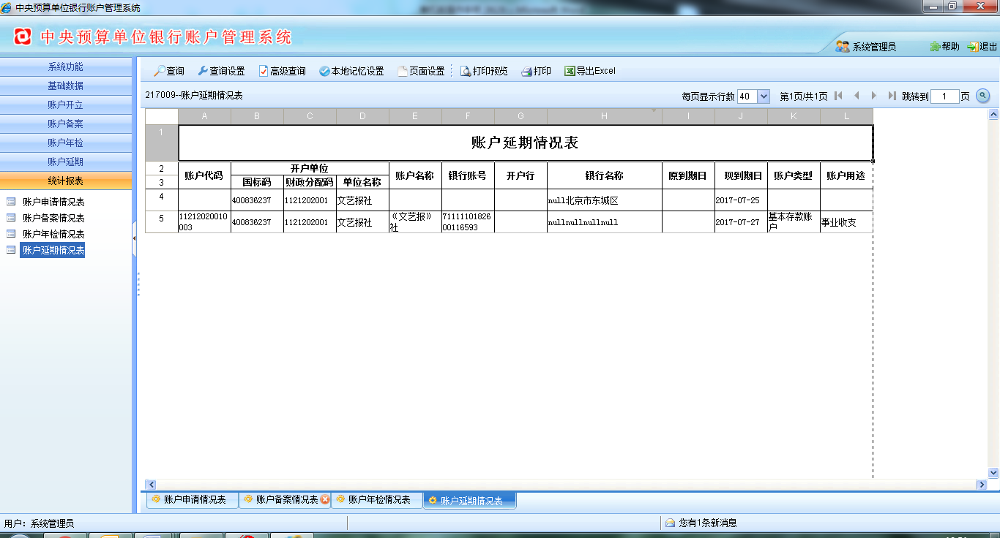 中央预算单位银行账户管理系统
中央预算单位银行账户管理系统
系统管理员 帮助 退出
系统功能
基础数据
账户开立
账户备案
账户年检
账户延期
统计报表
账户申请情况表
账户备案情况表
账户年检情况表
账户延期情况表
查询 查询设置 高级查询 本地记忆设置 页面设置 打印预览 打印 导出Excel
217009--账户延期情况表
每页显示行数 40 第1页/共1页 跳转到 1 页
A B C D E F G H I J K L
1 账户延期情况表
2 账户代码 开户单位 账户名称 银行账号 开户行 银行名称 原到期日 现到期日 账户类型 账户用途
3 国标码 财政分配码 单位名称
4 400836237 1121202001 文艺报社 null北京市东城区 2017-07-25
5 11212020010003 400836237 1121202001 文艺报社 《文艺报》社 7111110182600116593 nullnullnullnull 2017-07-27 基本存款账户 事业收支
账户申请情况表 账户备案情况表 账户年检情况表 账户延期情况表
用户：系统管理员 您有1条新消息